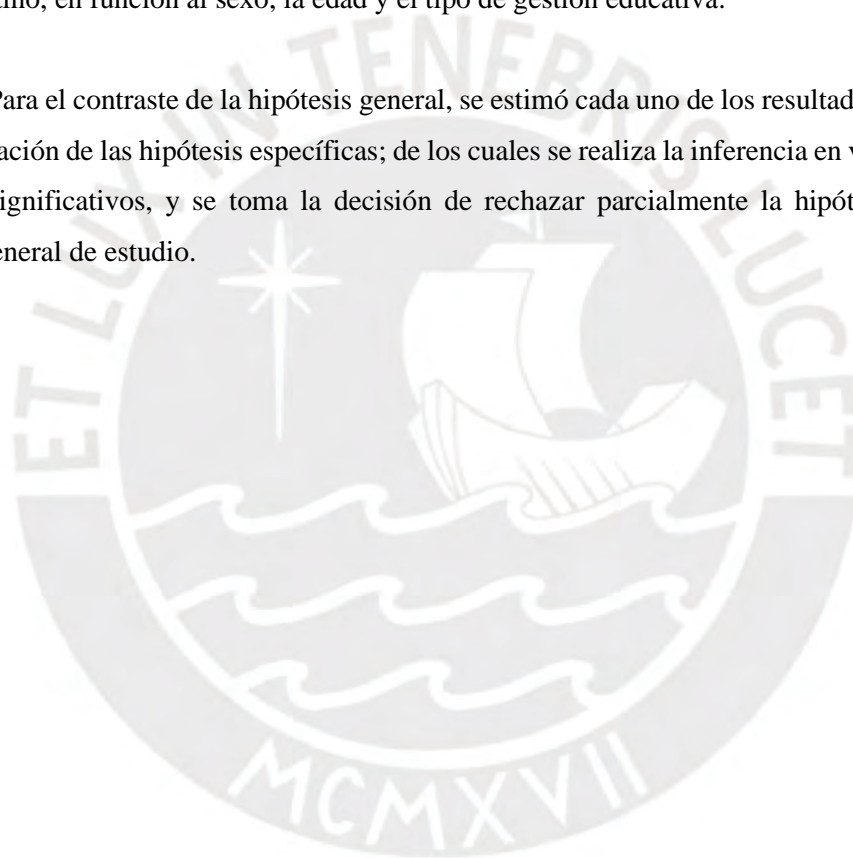 en función al sexo, la edad y el tipo de gestión educativa.
Para el contraste de la hipótesis general, se estimó cada uno de los resultad
ación de las hipótesis específicas; de los cuales se realiza la inferencia en v
ignificativos, y se toma la decisión de rechazar parcialmente la hipót
eneral de estudio.
ET LUX IN TENEBRIS LUCET
MCMXVII